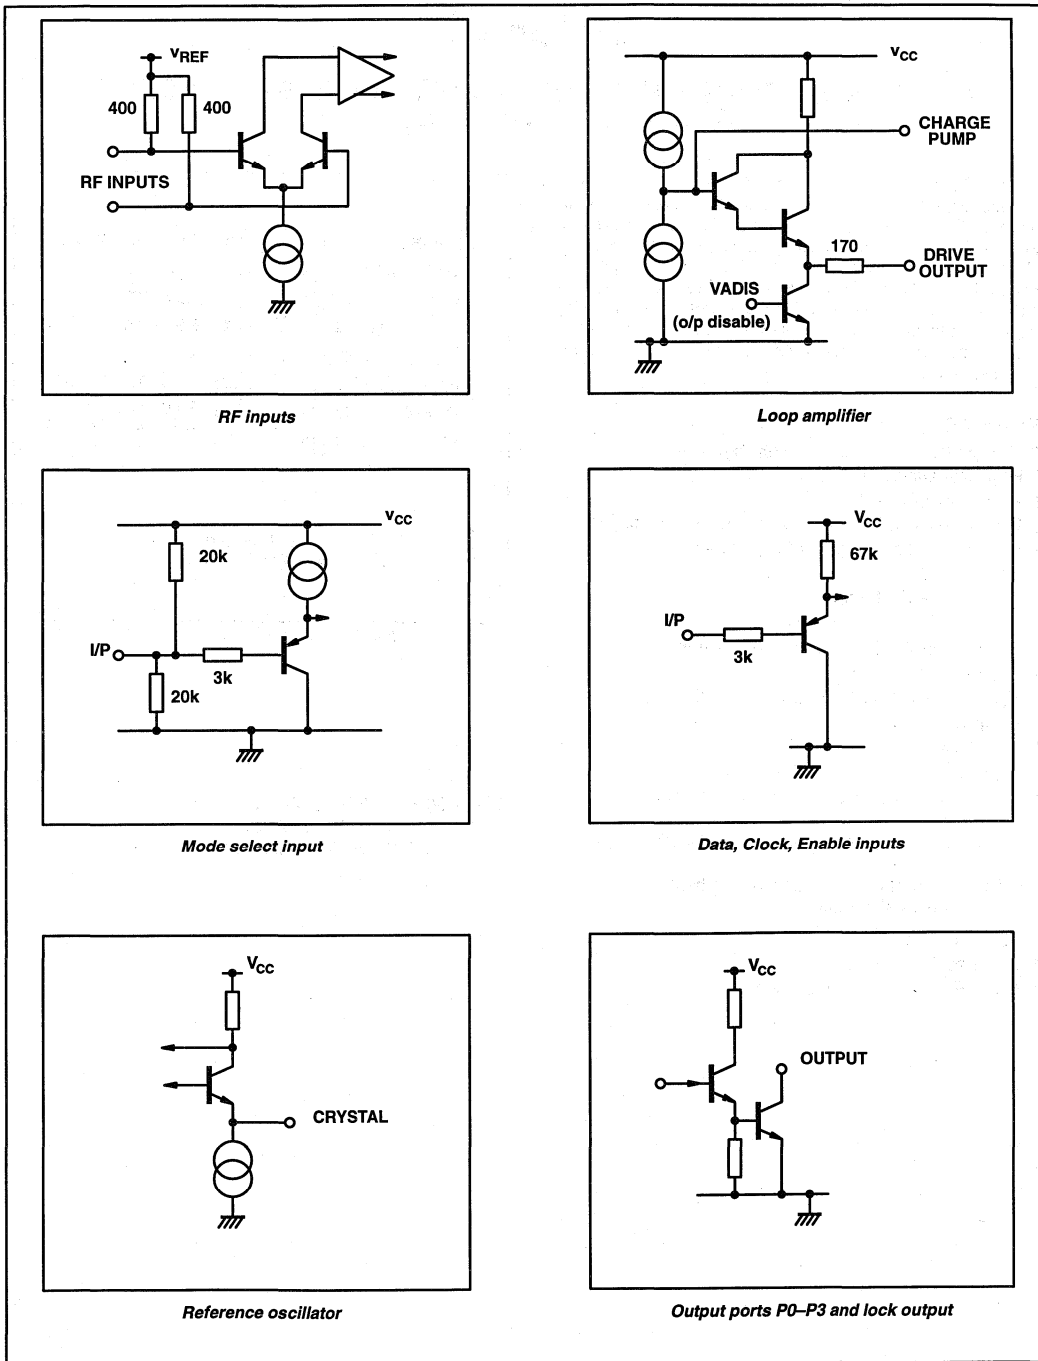 VREF
400
400
RF INPUTS
RF inputs
VCC
CHARGE
PUMP
170
DRIVE
OUTPUT
VADIS
(o/p disable)
Loop amplifier
VCC
20k
I/P
3k
20k
Mode select input
VCC
67k
I/P
3k
Data, Clock, Enable inputs
VCC
CRYSTAL
Reference oscillator
VCC
OUTPUT
Output ports P0–P3 and lock output